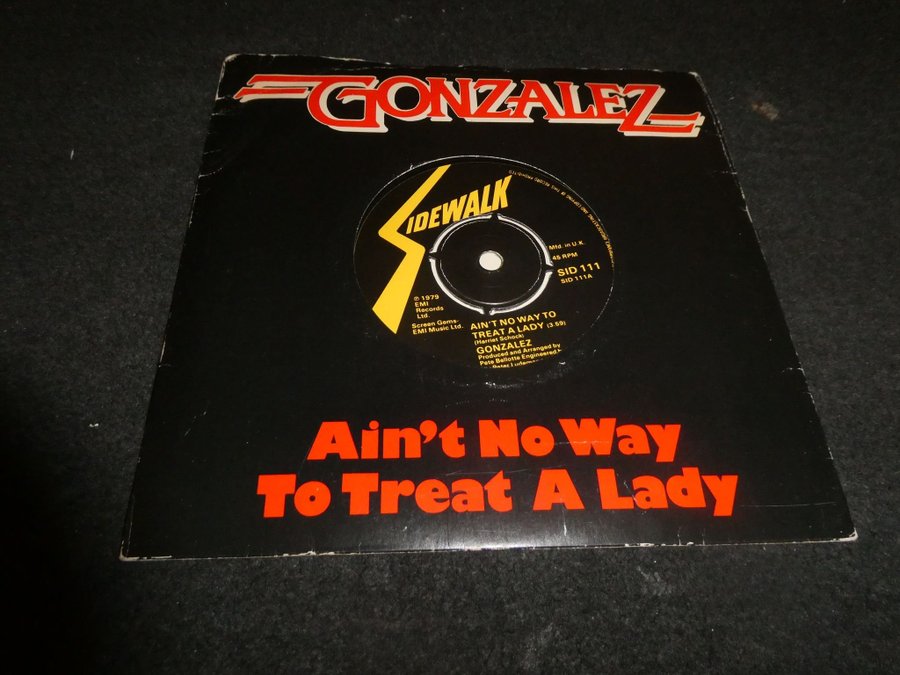 GONZALEZ
SIDEWALK
Mfd. in U.K.
45 RPM
SID 111
SID 111A
℗ 1979
EMI
Records
Ltd.
Screen Gems-
EMI Music Ltd.
AIN'T NO WAY TO
TREAT A LADY (3.59)
(Harriet Schock)
GONZALEZ
Produced and Arranged by
Pete Bellotte Engineered
Ain't No Way
To Treat A Lady